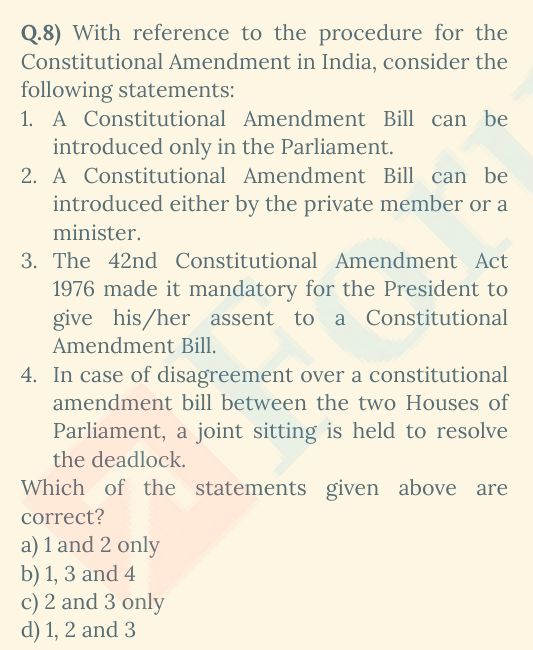 Q.8) With reference to the procedure for the
Constitutional Amendment in India, consider the
following statements:
1. A Constitutional Amendment Bill can be
introduced only in the Parliament.
2. A Constitutional Amendment Bill can be
introduced either by the private member or a
minister.
3. The 42nd Constitutional Amendment Act
1976 made it mandatory for the President to
give his/her assent to a Constitutional
Amendment Bill.
4. In case of disagreement over a constitutional
amendment bill between the two Houses of
Parliament, a joint sitting is held to resolve
the deadlock.
Which of the statements given above are
correct?
a) 1 and 2 only
b) 1, 3 and 4
c) 2 and 3 only
d) 1, 2 and 3